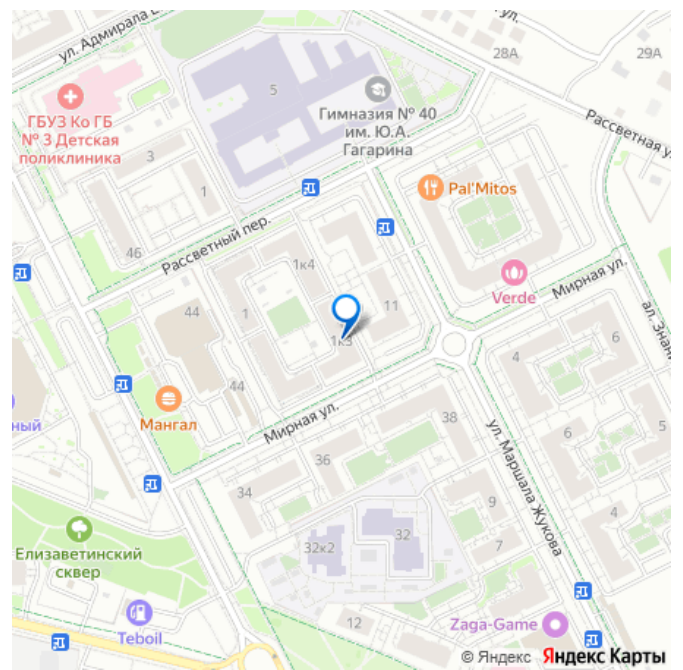 ул. Адмирала
ул.
28А
29А
5
Гимназия № 40
им. Ю.А.
Гагарина
Рассветная у
ГБУЗ Ко ГБ
№ 3 Детская
поликлиника
3
1
Pal'Mitos
Рассветный пер.
46
1к4
Verde
Мирная ул.
44
1
11
1к3
ал. Знан
4
6
44
Мангал
ный
Мирная ул.
38
36
6
5
ул. Маршала Жукова
34
9
32
32к2
7
4
Елизаветинский
сквер
12
Teboil
Zaga-Game
© Яндекс Яндекс Карты